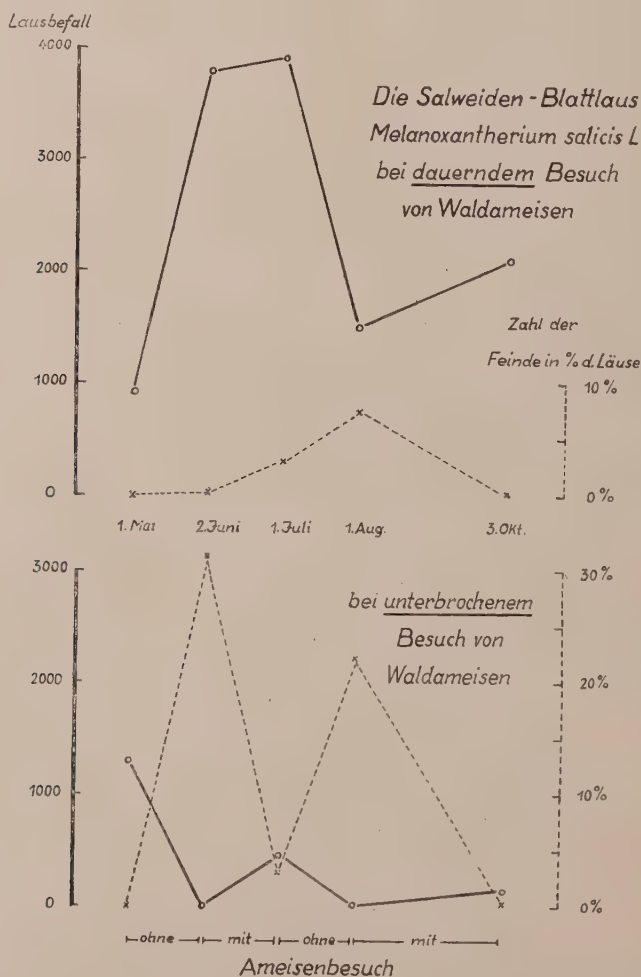 Lausbefall
4000
Die Salweiden-Blattlaus
Melanoxantherium salicis L
bei dauerndem Besuch
von Waldameisen
3000
2000
Zahl der
Feinde in % d. Läuse
1000
10%
0
0%
1. Mai 2. Juni 1. Juli 1. Aug. 3. Okt.
3000
30%
bei unterbrochenem
Besuch von
Waldameisen
2000
20%
1000
10%
0
0%
ohne mit ohne mit
Ameisenbesuch